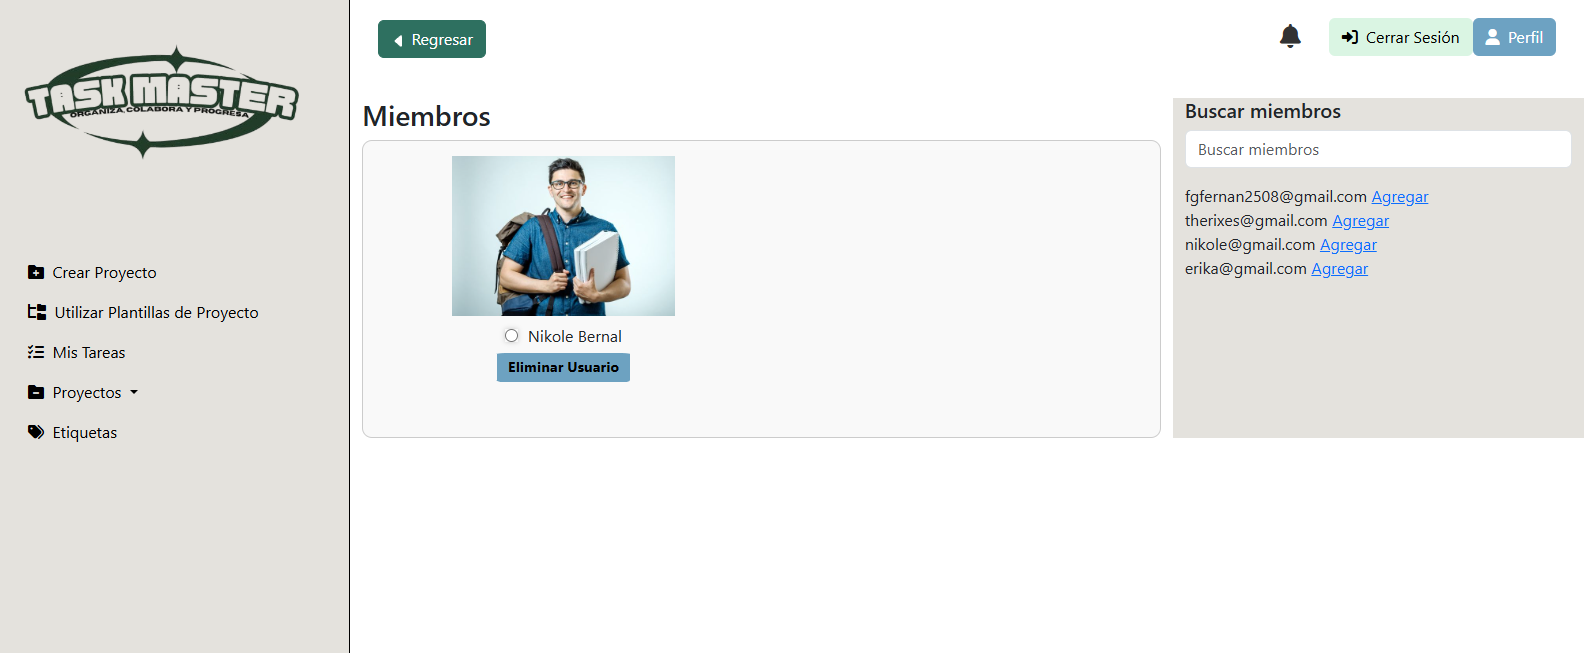 TASK MASTER
ORGANIZA, COLABORA Y PROGRESA
Crear Proyecto
Utilizar Plantillas de Proyecto
Mis Tareas
Proyectos
Etiquetas
Regresar
Cerrar Sesión
Perfil
Miembros
Nikole Bernal
Eliminar Usuario
Buscar miembros
Buscar miembros
fgfernan2508@gmail.com Agregar
therixes@gmail.com Agregar
nikole@gmail.com Agregar
erika@gmail.com Agregar